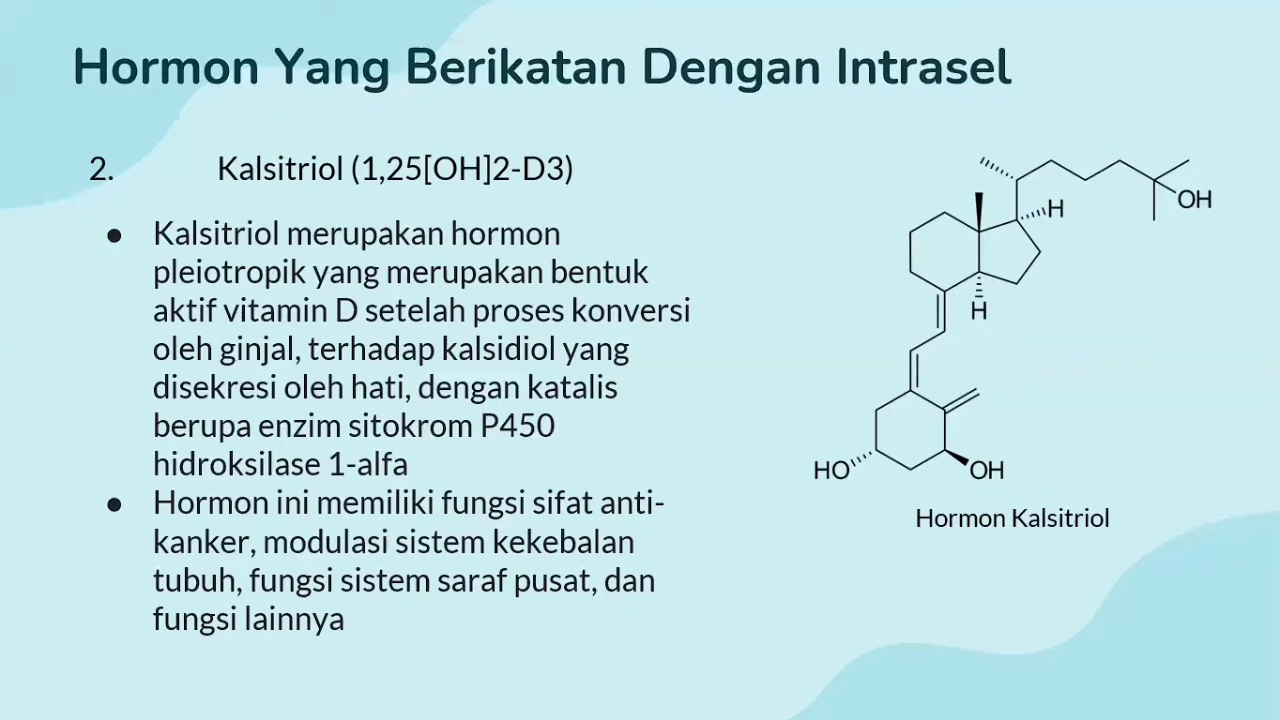 Hormon Yang Berikatan Dengan Intrasel
2. Kalsitriol (1,25[OH]2-D3)
● Kalsitriol merupakan hormon
pleiotropik yang merupakan bentuk
aktif vitamin D setelah proses konversi
oleh ginjal, terhadap kalsidiol yang
disekresi oleh hati, dengan katalis
berupa enzim sitokrom P450
hidroksilase 1-alfa
● Hormon ini memiliki fungsi sifat anti-
kanker, modulasi sistem kekebalan
tubuh, fungsi sistem saraf pusat, dan
fungsi lainnya
OH
H
H
HO
OH
Hormon Kalsitriol